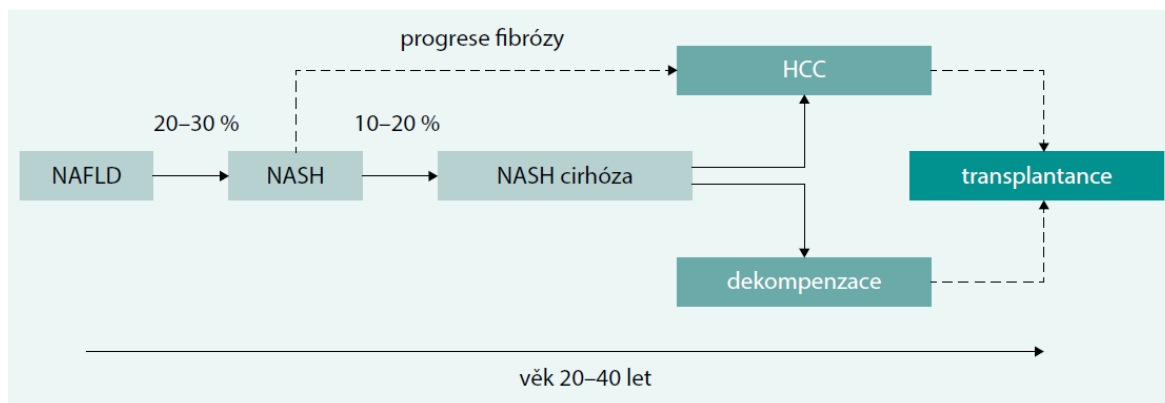 progrese fibrózy
HCC
20–30 %
10–20 %
NAFLD
NASH
NASH cirhóza
transplantance
dekompenzace
věk 20–40 let